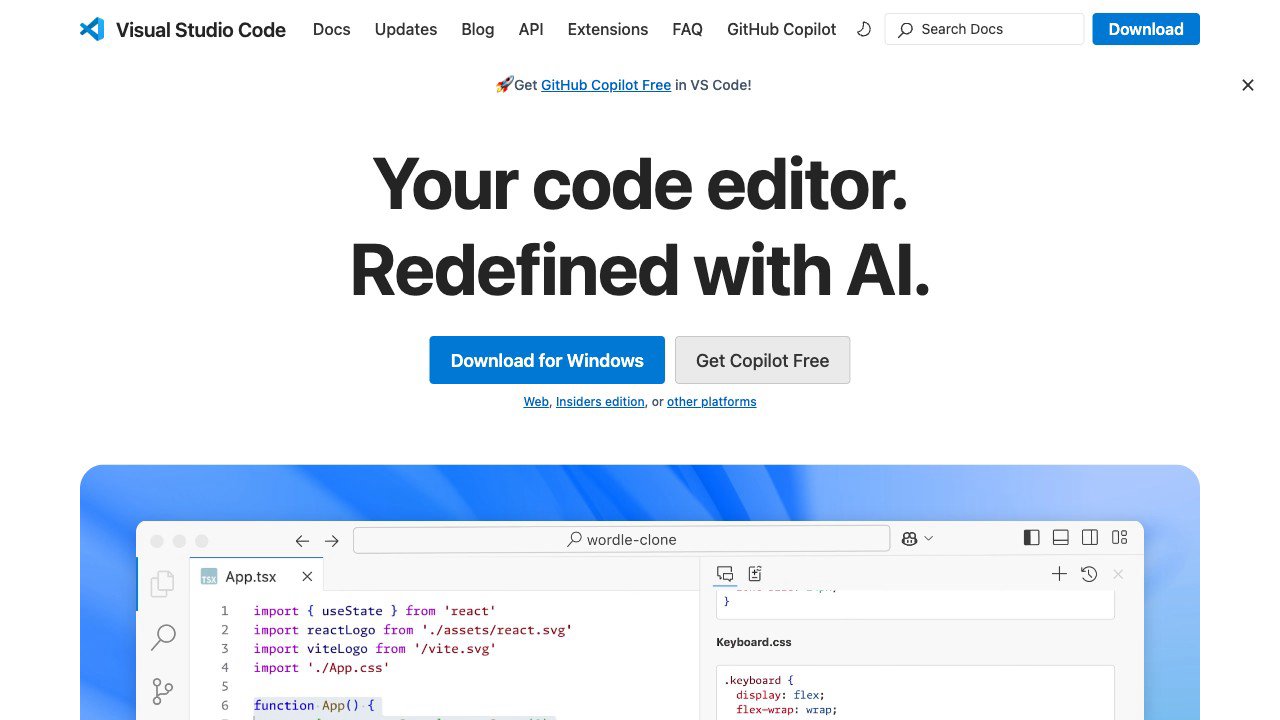 Visual Studio Code Docs Updates Blog API Extensions FAQ GitHub Copilot Search Docs Download
🚀Get GitHub Copilot Free in VS Code!
Your code editor.
Redefined with AI.
Download for Windows Get Copilot Free
Web, Insiders edition, or other platforms
wordle-clone
TSX App.tsx
1 import { useState } from 'react'
2 import reactLogo from './assets/react.svg'
3 import viteLogo from '/vite.svg'
4 import './App.css'
5
6 function App() {
}
Keyboard.css
.keyboard {
display: flex;
flex-wrap: wrap;